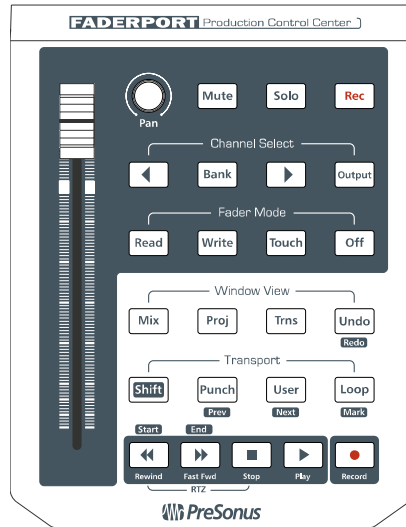 FADERPORT Production Control Center
Mute Solo Rec
Pan
Channel Select
Bank Output
Fader Mode
Read Write Touch Off
Window View
Mix Proj Trns Undo
Redo
Transport
Shift Punch User Loop
Prev Next Mark
Start End
Rewind Fast Fwd Stop Play Record
RTZ
PreSonus